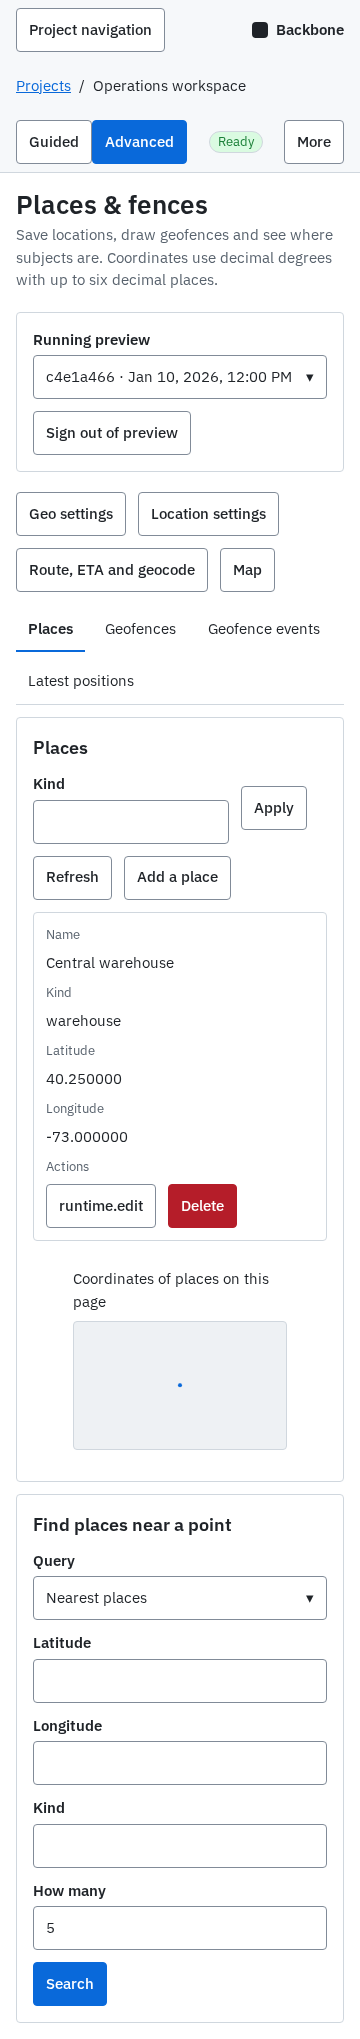 Project navigation
Backbone
Projects / Operations workspace
Guided
Advanced
Ready
More
Places & fences
Save locations, draw geofences and see where
subjects are. Coordinates use decimal degrees
with up to six decimal places.
Running preview
c4e1a466 · Jan 10, 2026, 12:00 PM ▾
Sign out of preview
Geo settings
Location settings
Route, ETA and geocode
Map
Places
Geofences
Geofence events
Latest positions
Places
Kind
Apply
Refresh
Add a place
Name
Central warehouse
Kind
warehouse
Latitude
40.250000
Longitude
-73.000000
Actions
runtime.edit
Delete
Coordinates of places on this
page
Find places near a point
Query
Nearest places ▾
Latitude
Longitude
Kind
How many
5
Search